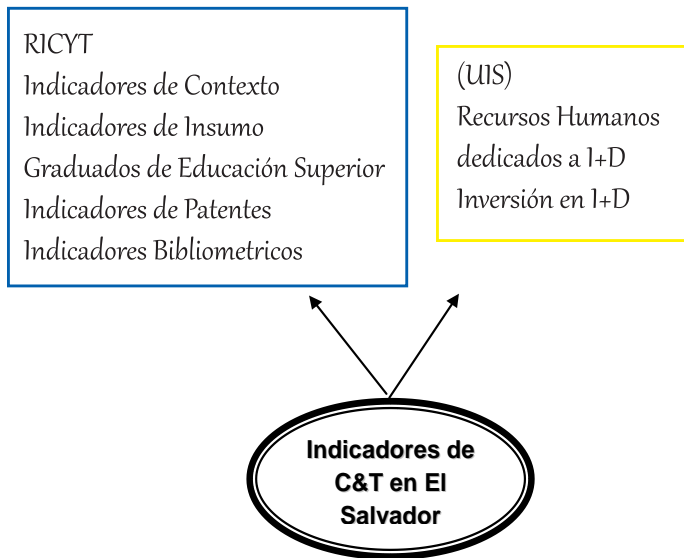 RICYT
Indicadores de Contexto
Indicadores de Insumo
Graduados de Educación Superior
Indicadores de Patentes
Indicadores Bibliometricos
(UIS)
Recursos Humanos
dedicados a I+D
Inversión en I+D
Indicadores de
C&T en El
Salvador